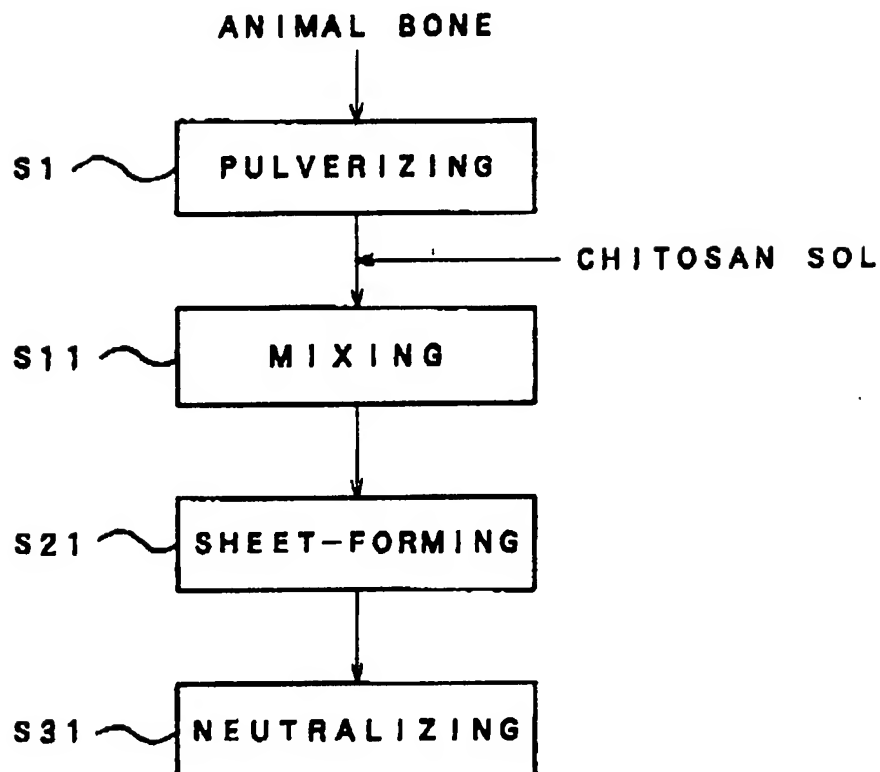 ANIMAL BONE
S1 PULVERIZING
CHITOSAN SOL
S11 MIXING
S21 SHEET-FORMING
S31 NEUTRALIZING